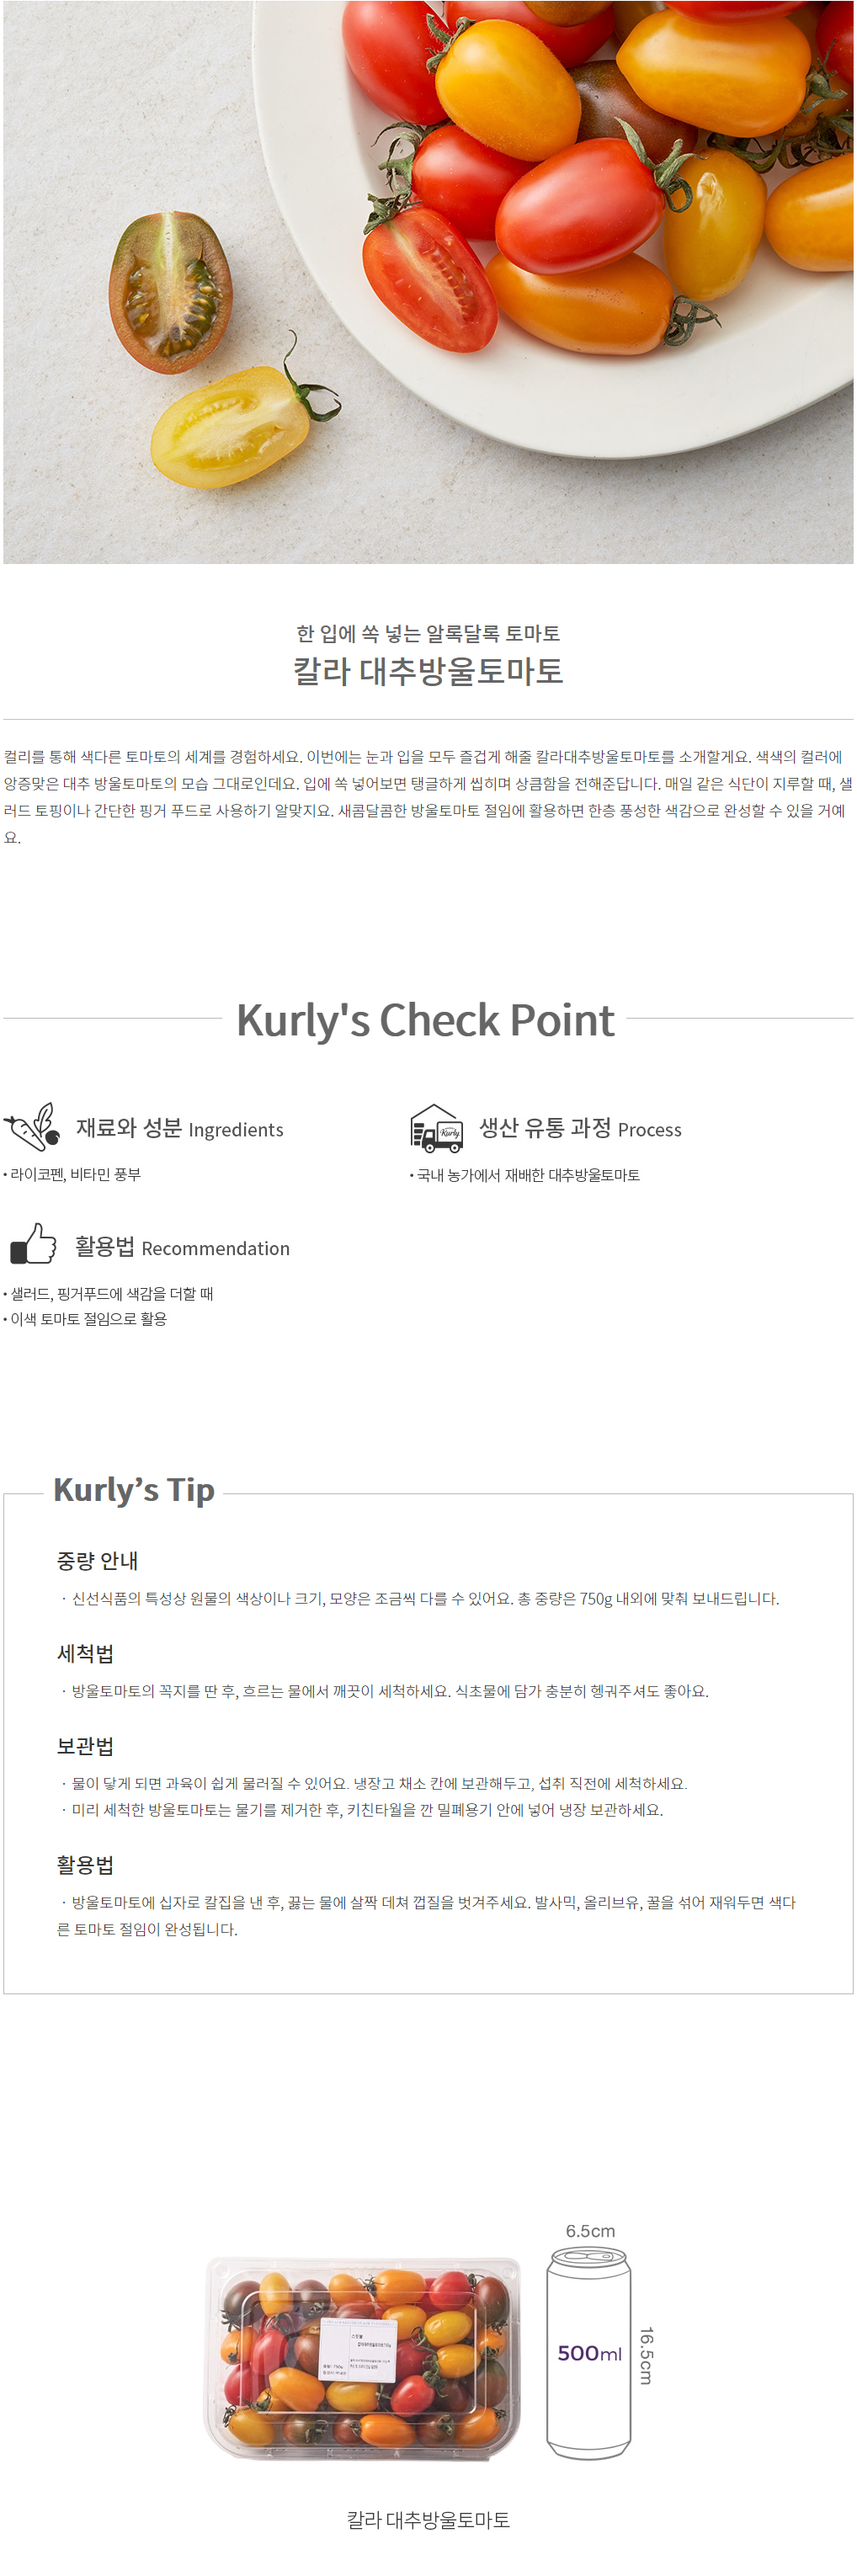 한 입에 쏙 넣는 알록달록 토마토
칼라 대추방울토마토
컬리를 통해 색다른 토마토의 세계를 경험하세요. 이번에는 눈과 입을 모두 즐겁게 해줄 칼라대추방울토마토를 소개할게요. 색색의 컬러에
앙증맞은 대추 방울토마토의 모습 그대로인데요. 입에 쏙 넣어보면 탱글하게 씹히며 상큼함을 전해준답니다. 매일 같은 식단이 지루할 때, 샐
러드 토핑이나 간단한 핑거 푸드로 사용하기 알맞지요. 새콤달콤한 방울토마토 절임에 활용하면 한층 풍성한 색감으로 완성할 수 있을 거예
요.
Kurly's Check Point
재료와 성분 Ingredients
• 라이코펜, 비타민 풍부
Kurly
생산 유통 과정 Process
• 국내 농가에서 재배한 대추방울토마토
활용법 Recommendation
• 샐러드, 핑거푸드에 색감을 더할 때
• 이색 토마토 절임으로 활용
Kurly’s Tip
중량 안내
· 신선식품의 특성상 원물의 색상이나 크기, 모양은 조금씩 다를 수 있어요. 총 중량은 750g 내외에 맞춰 보내드립니다.
세척법
· 방울토마토의 꼭지를 딴 후, 흐르는 물에서 깨끗이 세척하세요. 식초물에 담가 충분히 헹궈주셔도 좋아요.
보관법
· 물이 닿게 되면 과육이 쉽게 물러질 수 있어요. 냉장고 채소 칸에 보관해두고, 섭취 직전에 세척하세요.
· 미리 세척한 방울토마토는 물기를 제거한 후, 키친타월을 깐 밀폐용기 안에 넣어 냉장 보관하세요.
활용법
· 방울토마토에 십자로 칼집을 낸 후, 끓는 물에 살짝 데쳐 껍질을 벗겨주세요. 발사믹, 올리브유, 꿀을 섞어 재워두면 색다
른 토마토 절임이 완성됩니다.
6.5cm
500ml
16.5cm
칼라 대추방울토마토